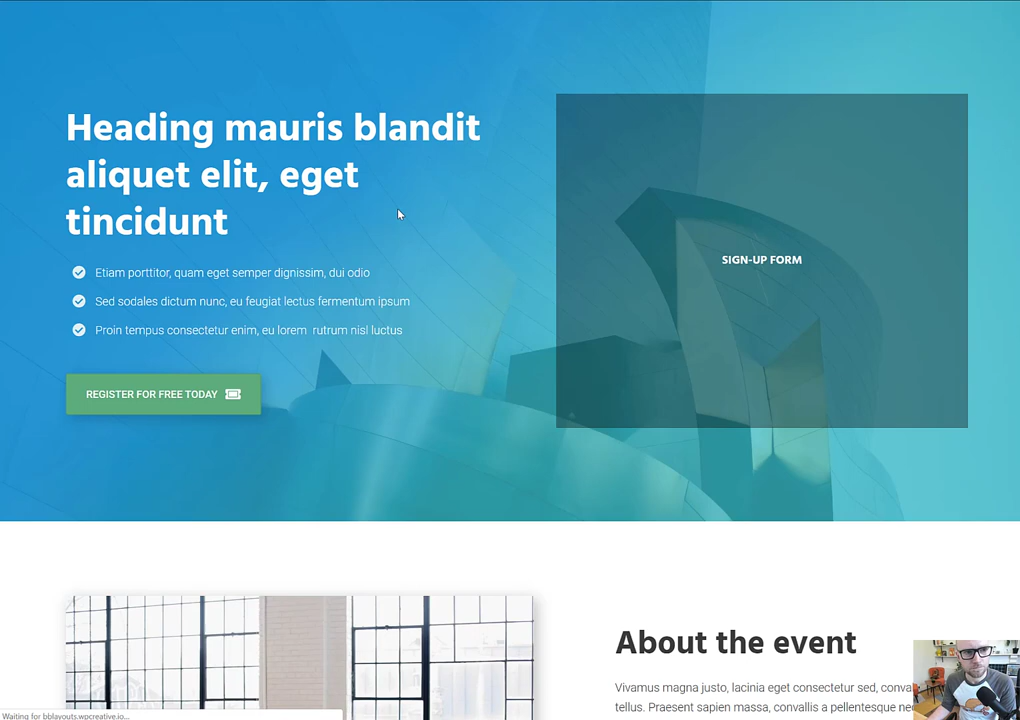 Heading mauris blandit
aliquet elit, eget
tincidunt
Etiam porttitor, quam eget semper dignissim, dui odio
Sed sodales dictum nunc, eu feugiat lectus fermentum ipsum
Proin tempus consectetur enim, eu lorem rutrum nisl luctus
REGISTER FOR FREE TODAY
SIGN-UP FORM
About the event
Vivamus magna justo, lacinia eget consectetur sed, conva
tellus. Praesent sapien massa, convallis a pellentesque ne
Waiting for bblayouts.wpcreative.io...